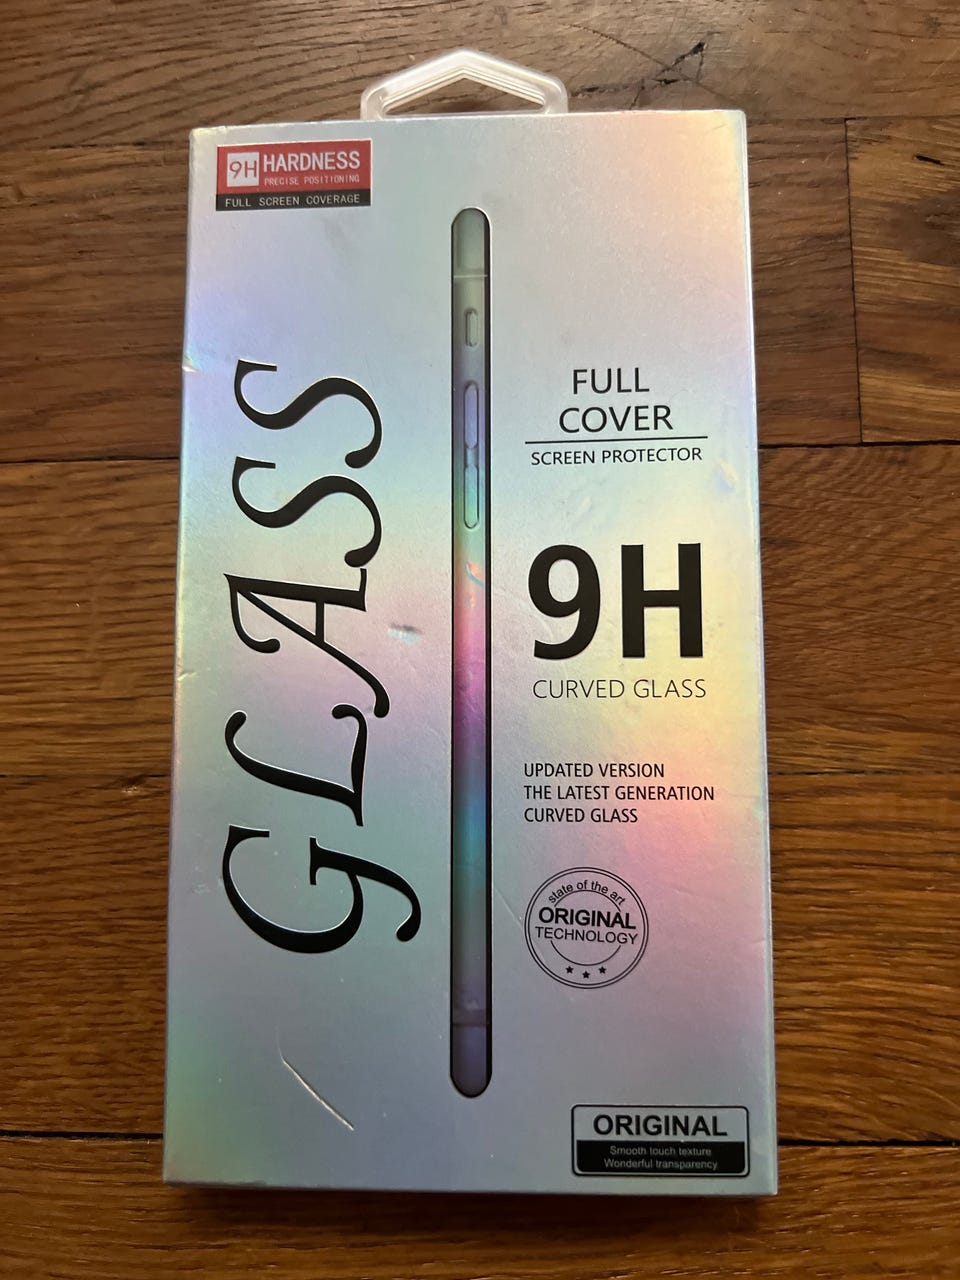 9H HARDNESS
PRECISE POSITIONING
FULL SCREEN COVERAGE
GLASS
FULL
COVER
SCREEN PROTECTOR
9H
CURVED GLASS
UPDATED VERSION
THE LATEST GENERATION
CURVED GLASS
state of the art
ORIGINAL
TECHNOLOGY
ORIGINAL
Smooth touch texture
Wonderful transparency